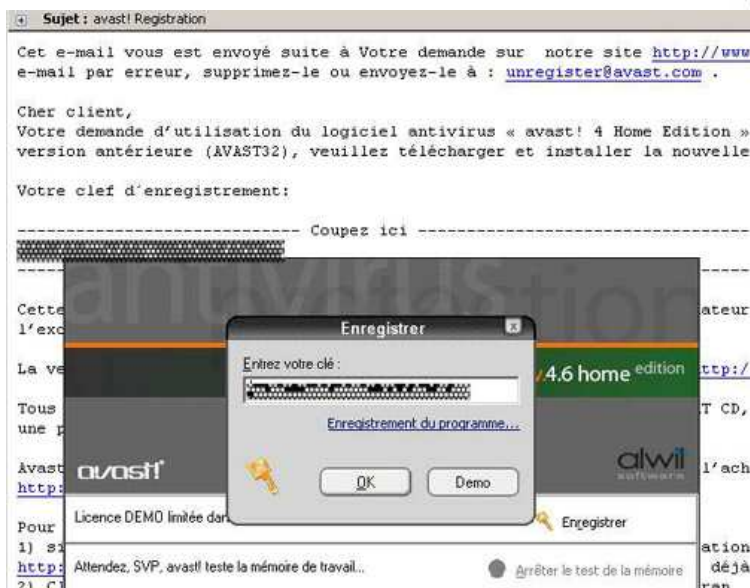 Sujet : avast! Registration
Cet e-mail vous est envoyé suite à Votre demande sur notre site http://www
e-mail par erreur, supprimez-le ou envoyez-le à : unregister@avast.com .
Cher client,
Votre demande d'utilisation du logiciel antivirus « avast! 4 Home Edition »
version antérieure (AVAST32), veuillez télécharger et installer la nouvelle
Votre clef d´enregistrement:
---------------------------- Coupez ici ---------------------------------
antivirus
protection
Cette
ateur
l'exc
Enregistrer
Entrez votre clé :
Enregistrement du programme...
OK
Demo
La ve
4.6 home edition
ttp:/
Tous
T CD,
une p
avast!
alwil
software
Avast
l'ach
http:
Licence DEMO limitée dan
Enregistrer
Pour
1) si
ation
http:
Attendez, SVP, avast! teste la mémoire de travail...
Arrêter le test de la mémoire
déjà
2) Cl
ran